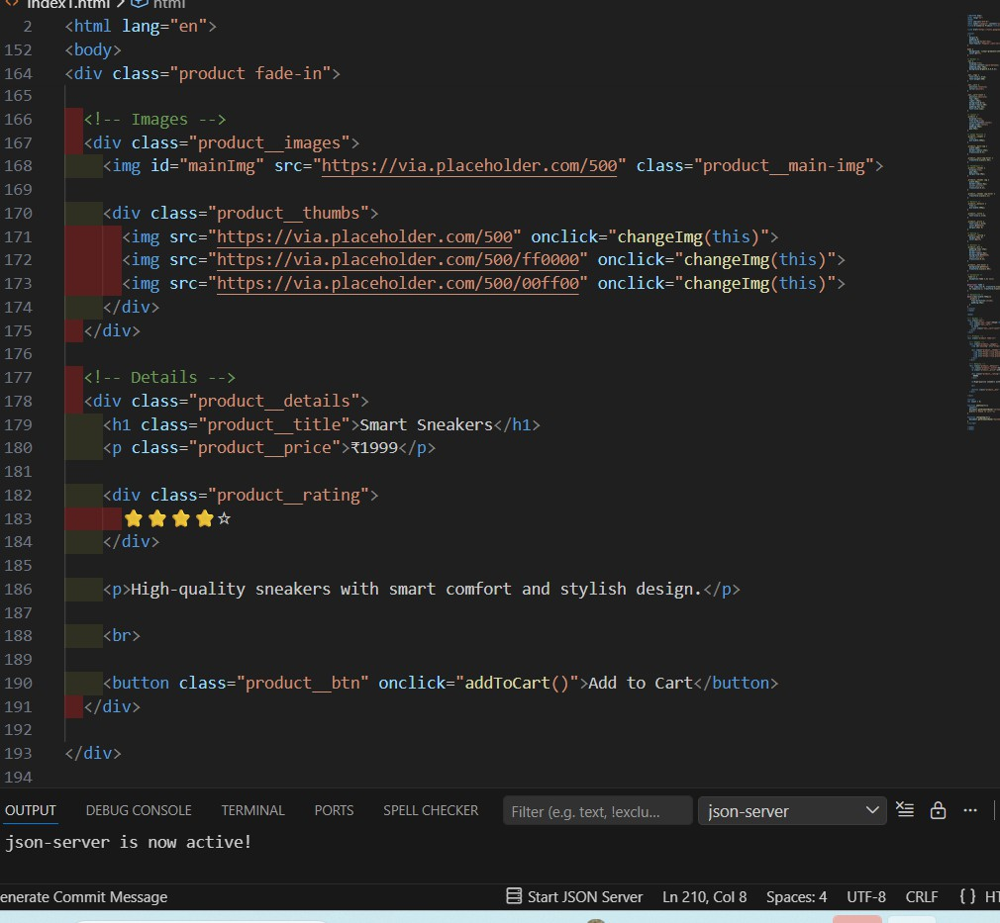 index1.html > html
2 <html lang="en">
152 <body>
164 <div class="product fade-in">
165
166 <!-- Images -->
167 <div class="product__images">
168 <img id="mainImg" src="https://via.placeholder.com/500" class="product__main-img">
169
170 <div class="product__thumbs">
171 <img src="https://via.placeholder.com/500" onclick="changeImg(this)">
172 <img src="https://via.placeholder.com/500/ff0000" onclick="changeImg(this)">
173 <img src="https://via.placeholder.com/500/00ff00" onclick="changeImg(this)">
174 </div>
175 </div>
176
177 <!-- Details -->
178 <div class="product__details">
179 <h1 class="product__title">Smart Sneakers</h1>
180 <p class="product__price">₹1999</p>
181
182 <div class="product__rating">
183 ⭐⭐⭐⭐☆
184 </div>
185
186 <p>High-quality sneakers with smart comfort and stylish design.</p>
187
188 <br>
189
190 <button class="product__btn" onclick="addToCart()">Add to Cart</button>
191 </div>
192
193 </div>
194
OUTPUT DEBUG CONSOLE TERMINAL PORTS SPELL CHECKER Filter (e.g. text, !exclu... json-server
json-server is now active!
enerate Commit Message Start JSON Server Ln 210, Col 8 Spaces: 4 UTF-8 CRLF {} HT